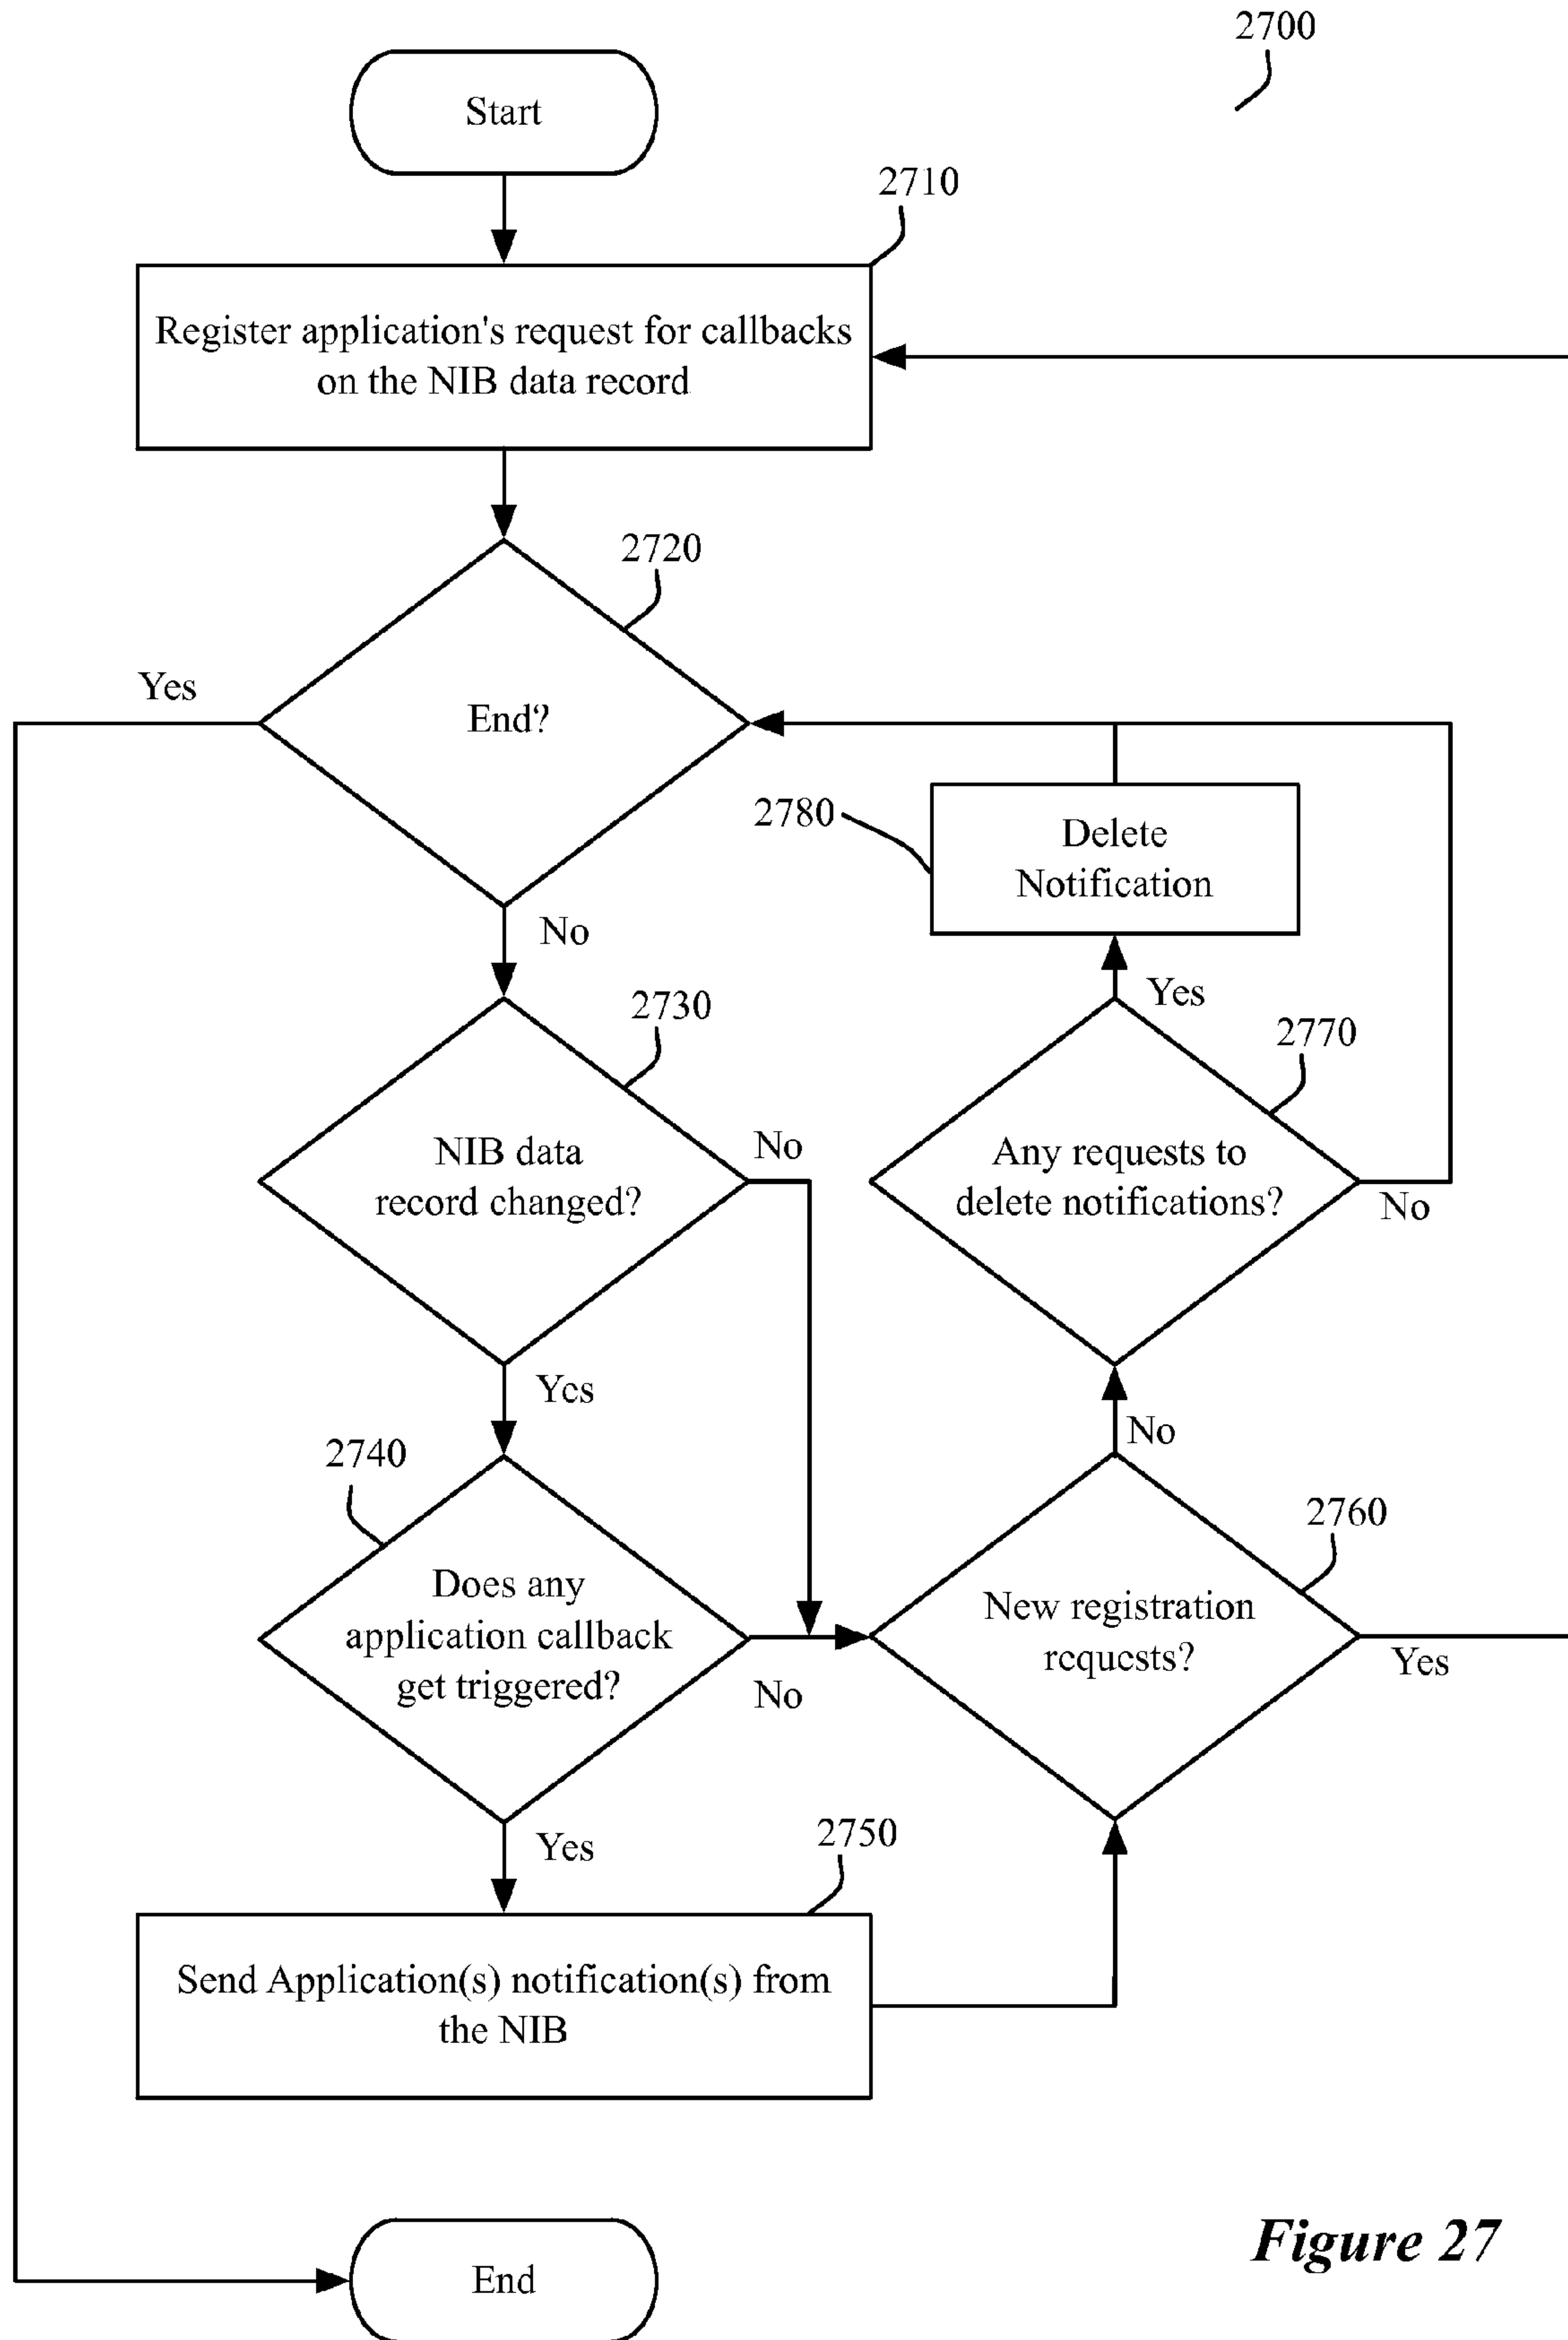 2700
Start
2710
Register application's request for callbacks
on the NIB data record
2720
Yes
End?
2780
Delete
Notification
No
2730
Yes
2770
NIB data
record changed?
No
Any requests to
delete notifications?
No
Yes
No
2740
2760
Does any
application callback
get triggered?
New registration
requests?
No
Yes
Yes
2750
Send Application(s) notification(s) from
the NIB
Figure 27
End